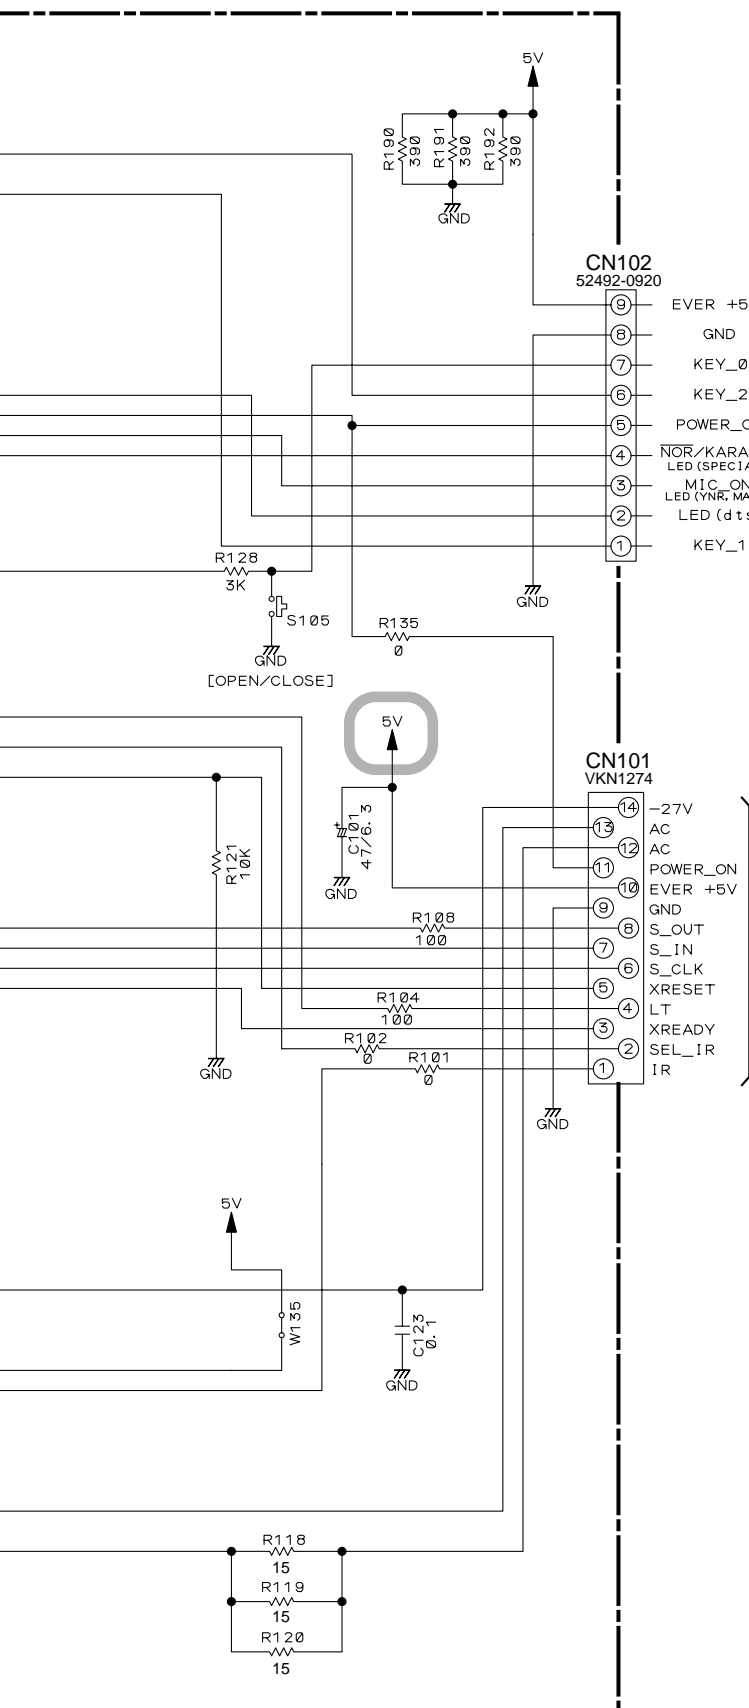 5V
R190
390
R191
390
R192
390
GND
CN102
52492-0920
9
EVER +5
8
GND
7
KEY_0
6
KEY_2
5
POWER_O
4
NOR/KARA
LED(SPECIA
3
MIC_ON
LED(YNR, MA
2
LED(dts
1
KEY_1
R128
3K
S105
GND
[OPEN/CLOSE]
GND
R135
0
5V
CN101
VKN1274
14
-27V
13
AC
12
AC
11
POWER_ON
10
EVER +5V
9
GND
8
S_OUT
7
S_IN
6
S_CLK
5
XRESET
4
LT
3
XREADY
2
SEL_IR
1
IR
+
C101
47/6.3
GND
R121
10K
GND
R108
100
R104
100
R102
0
R101
0
GND
5V
W135
C123
0.1
GND
R118
15
R119
15
R120
15